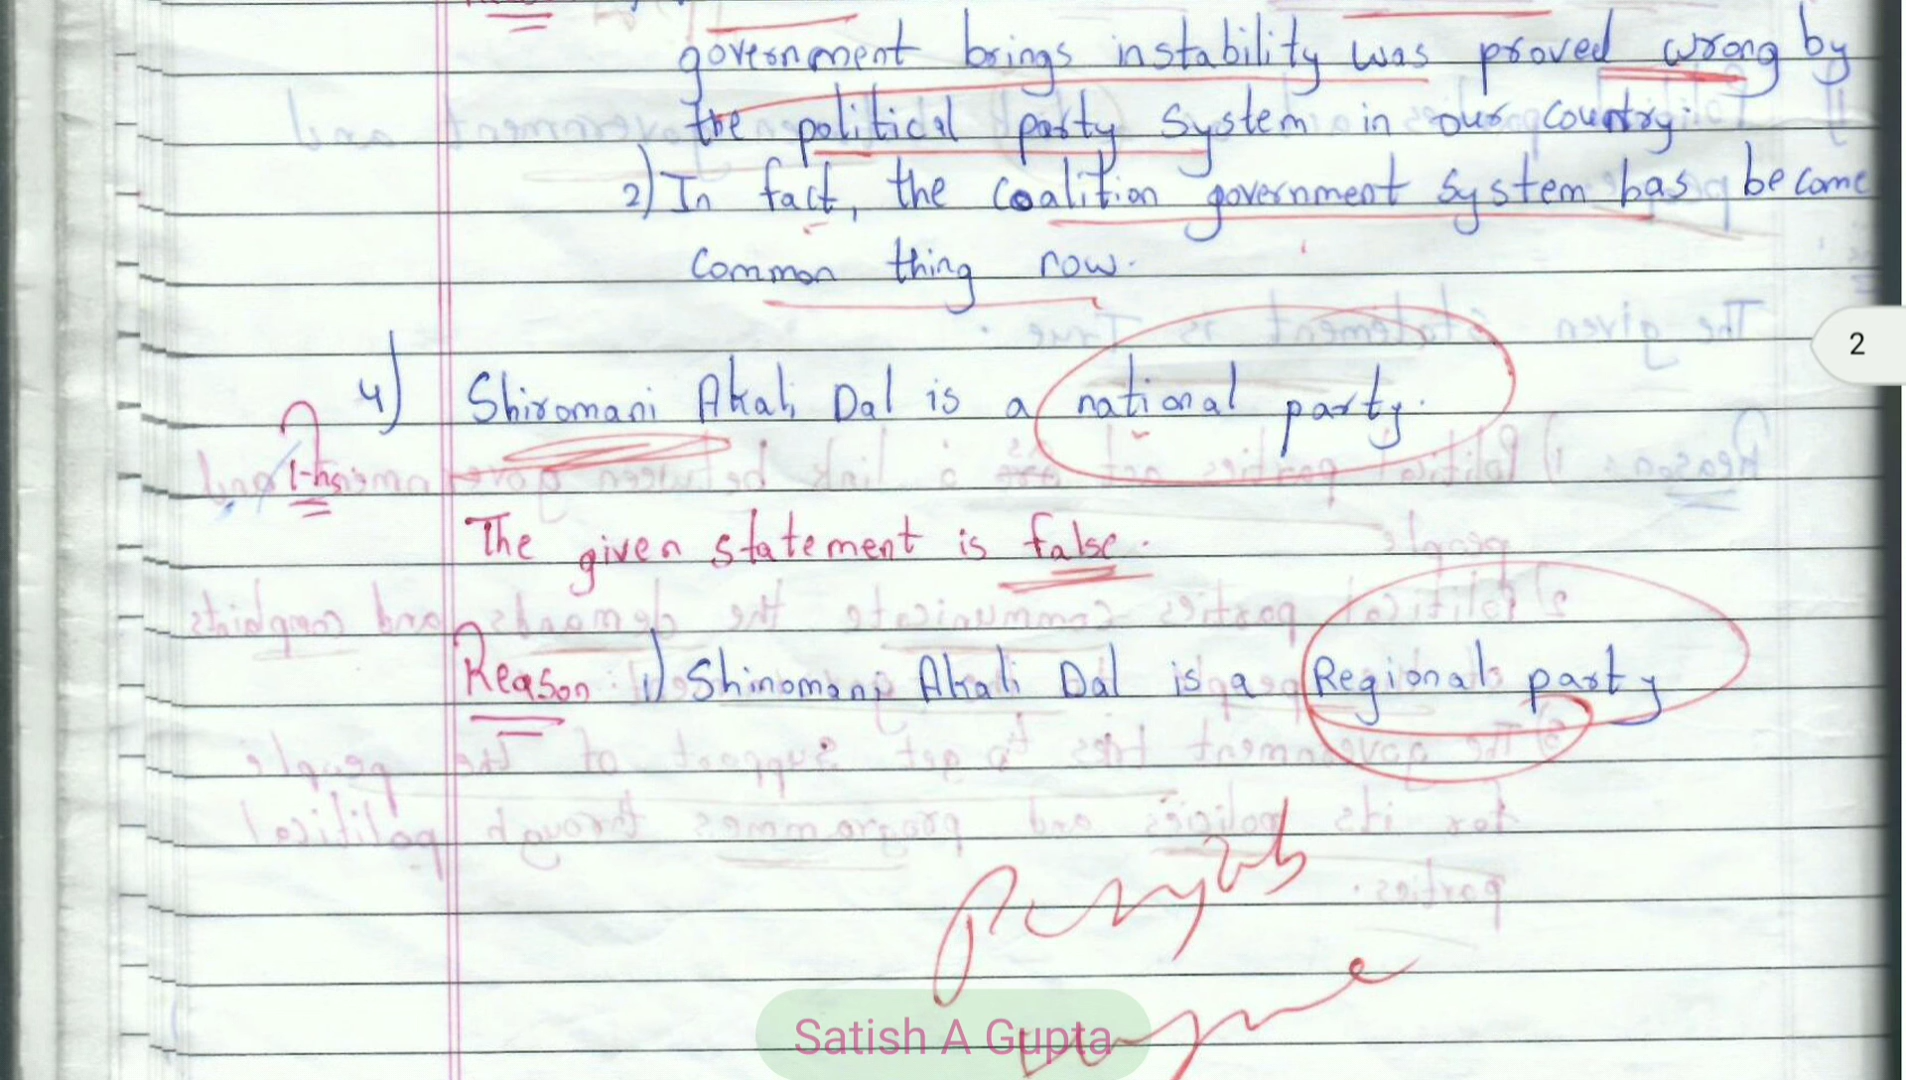 government brings instability was proved wrong by
the political party system in our country.
2) In fact, the coalition government system has become
common thing now.
2
4) Shiromani Akali Dal is a national party.
The given statement is false.
Reason: 1) Shiromani Akali Dal is a Regional party
Punjab
Satish A Gupta